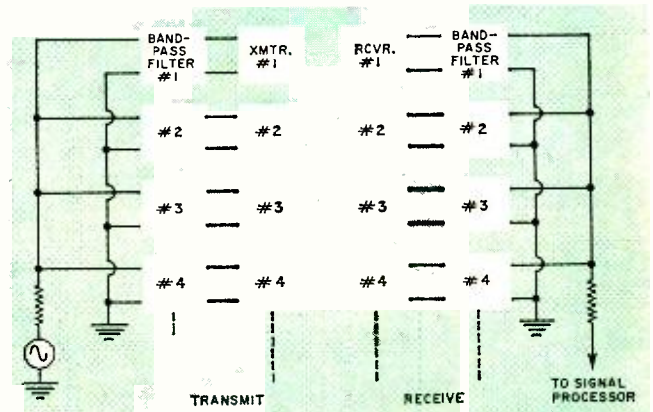 BAND-
PASS
FILTER
#1
XMTR.
#1
RCVR.
#1
BAND-
PASS
FILTER
#1
#2
#2
#2
#2
#3
#3
#3
#3
#4
#4
#4
#4
TRANSMIT
RECEIVE
TO SIGNAL
PROCESSOR